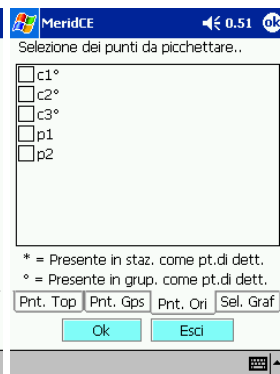 MeridCE 0.51 ok
Selezione dei punti da picchettare..
c1°
c2°
c3°
p1
p2
* = Presente in staz. come pt.di dett.
° = Presente in grup. come pt.di dett.
Pnt. Top Pnt. Gps Pnt. Ori Sel. Graf
Ok Esci